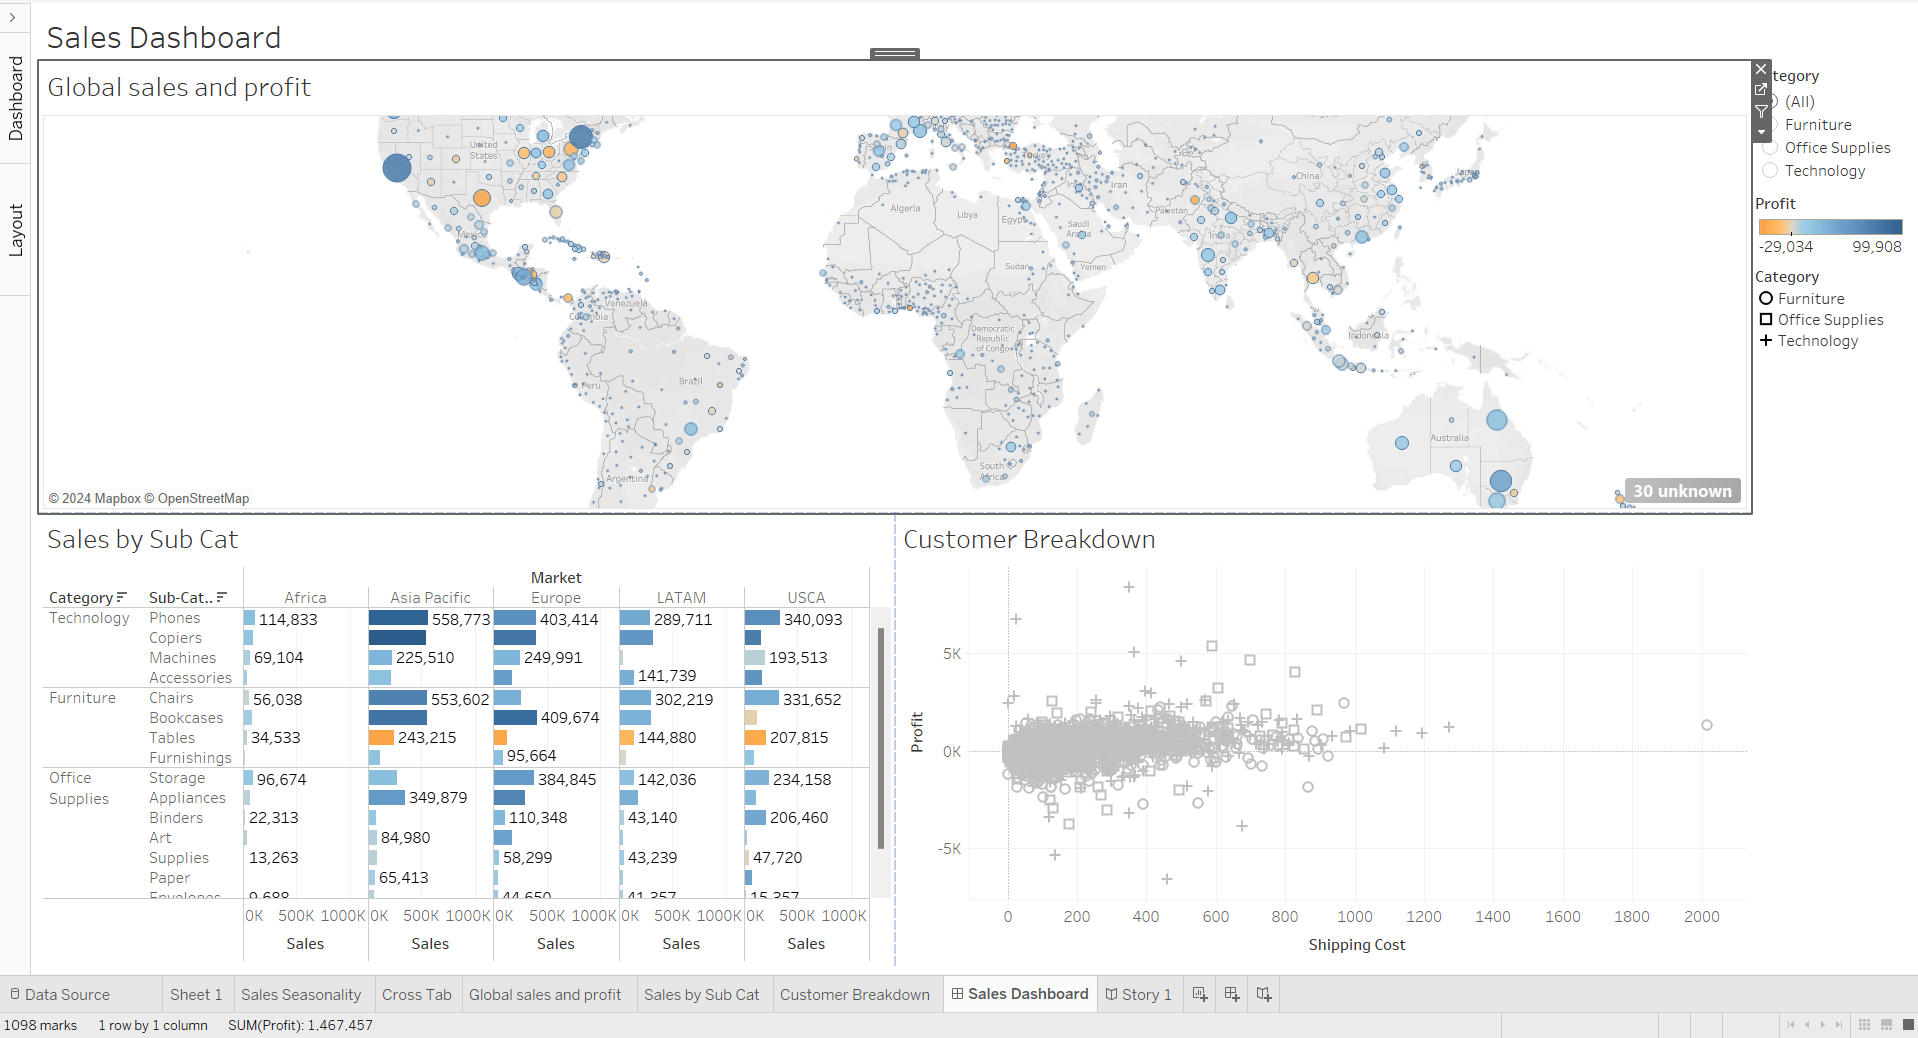 Sales Dashboard
Dashboard
Layout
Global sales and profit
United
States
Mexico
Venezuela
Colombia
Peru
Brazil
Argentina
Spain
Algeria
Libya
Egypt
Sudan
Saudi
Arabia
Yemen
Democratic
Republic
of Congo
South
Africa
Turkey
Iraq
Iran
Pakistan
India
China
Japan
Indonesia
Australia
© 2024 Mapbox © OpenStreetMap
30 unknown
tegory
(All)
Furniture
Office Supplies
Technology
Profit
-29,034 99,908
Category
Furniture
Office Supplies
Technology
Sales by Sub Cat
Market
Category Sub-Cat.. Africa Asia Pacific Europe LATAM USCA
Technology Phones 114,833 558,773 403,414 289,711 340,093
Copiers
Machines 69,104 225,510 249,991 193,513
Accessories 141,739
Furniture Chairs 56,038 553,602 302,219 331,652
Bookcases 409,674
Tables 34,533 243,215 144,880 207,815
Furnishings 95,664
Office Storage 96,674 384,845 142,036 234,158
Supplies Appliances 349,879
Binders 22,313 110,348 43,140 206,460
Art 84,980
Supplies 13,263 58,299 43,239 47,720
Paper 65,413
Envelopes 9,688 44,650 41,357 15,357
0K 500K 1000K 0K 500K 1000K 0K 500K 1000K 0K 500K 1000K 0K 500K 1000K
Sales Sales Sales Sales Sales
Customer Breakdown
Profit
5K
0K
-5K
0 200 400 600 800 1000 1200 1400 1600 1800 2000
Shipping Cost
Data Source Sheet 1 Sales Seasonality Cross Tab Global sales and profit Sales by Sub Cat Customer Breakdown Sales Dashboard Story 1
1098 marks 1 row by 1 column SUM(Profit): 1,467,457